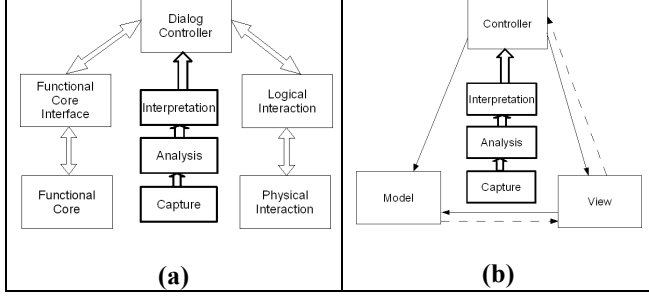 Dialog
Controller
Functional
Core
Interface
Interpretation
Logical
Interaction
Analysis
Functional
Core
Capture
Physical
Interaction
(a)
Controller
Interpretation
Analysis
Capture
Model
View
(b)